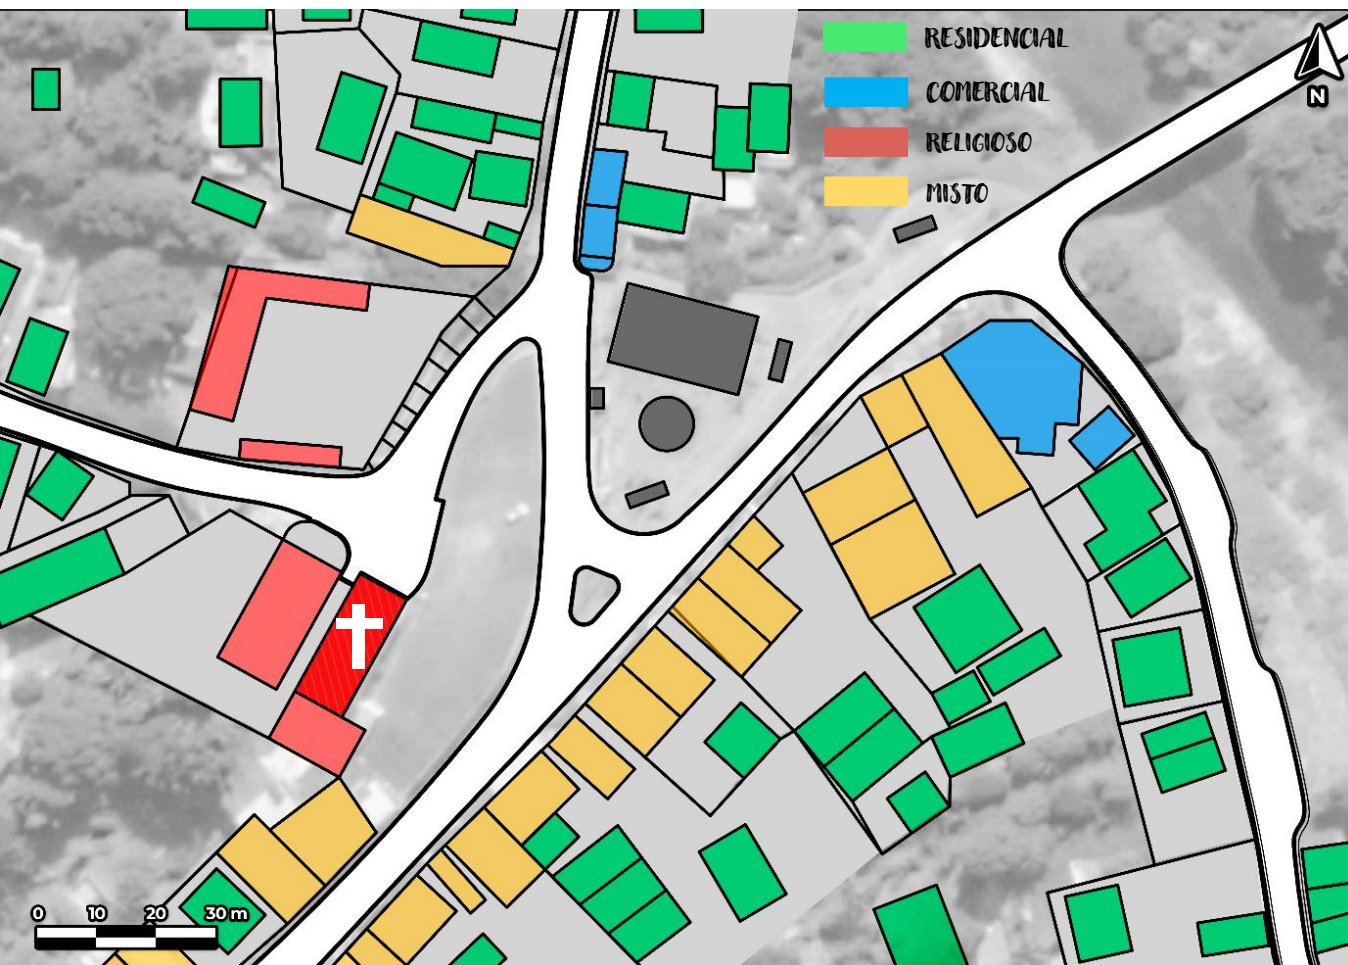 RESIDENCIAL
COMERCIAL
N
RELIGIOSO
MISTO
0 10 20 30 m